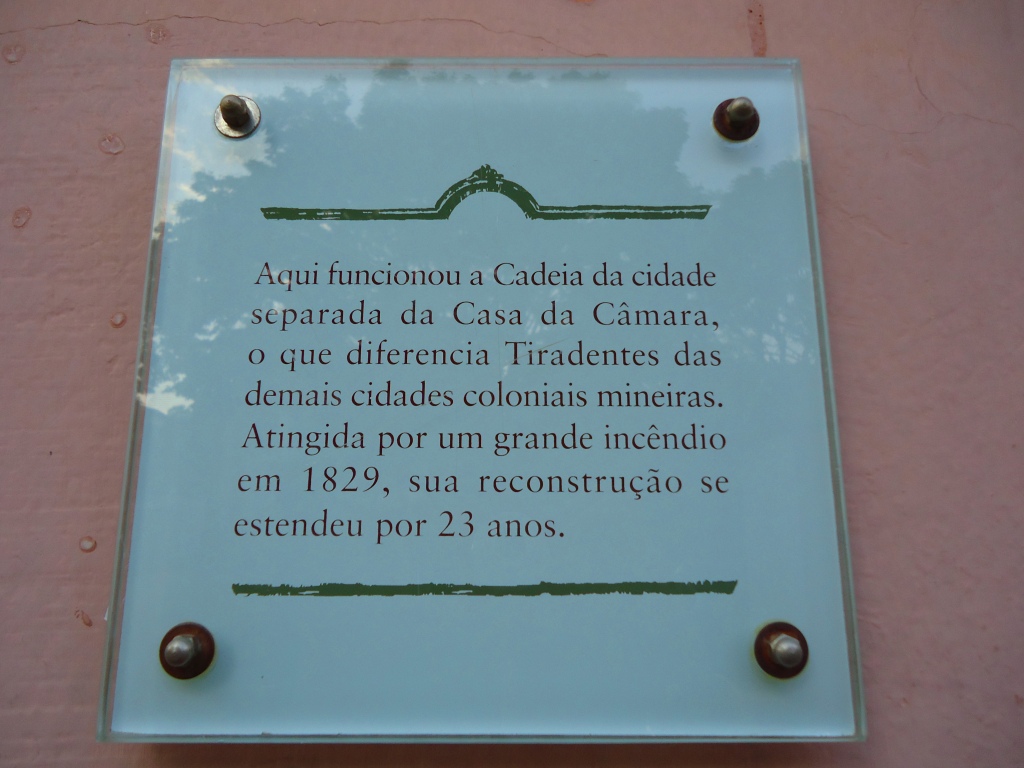 Aqui funcionou a Cadeia da cidade
separada da Casa da Câmara,
o que diferencia Tiradentes das
demais cidades coloniais mineiras.
Atingida por um grande incêndio
em 1829, sua reconstrução se
estendeu por 23 anos.